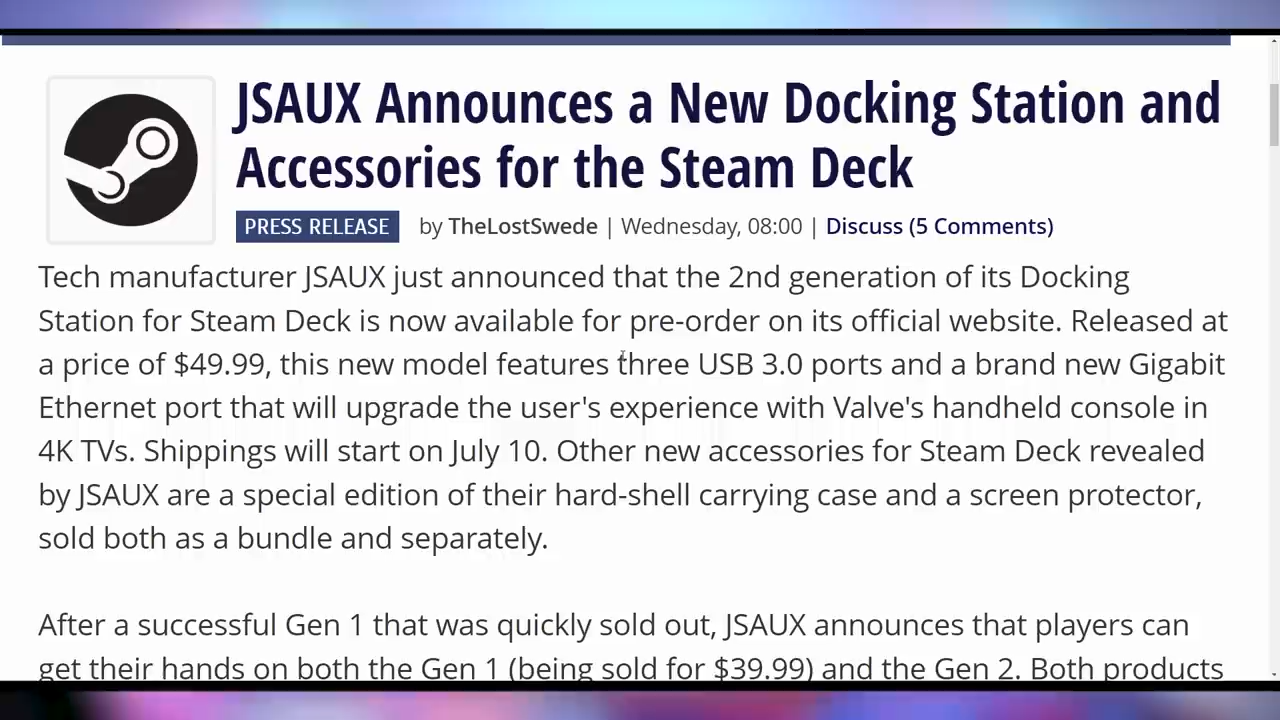 JSAUX Announces a New Docking Station and
Accessories for the Steam Deck
PRESS RELEASE by TheLostSwede | Wednesday, 08:00 | Discuss (5 Comments)
Tech manufacturer JSAUX just announced that the 2nd generation of its Docking
Station for Steam Deck is now available for pre-order on its official website. Released at
a price of $49.99, this new model features three USB 3.0 ports and a brand new Gigabit
Ethernet port that will upgrade the user's experience with Valve's handheld console in
4K TVs. Shippings will start on July 10. Other new accessories for Steam Deck revealed
by JSAUX are a special edition of their hard-shell carrying case and a screen protector,
sold both as a bundle and separately.
After a successful Gen 1 that was quickly sold out, JSAUX announces that players can
get their hands on both the Gen 1 (being sold for $39.99) and the Gen 2. Both products